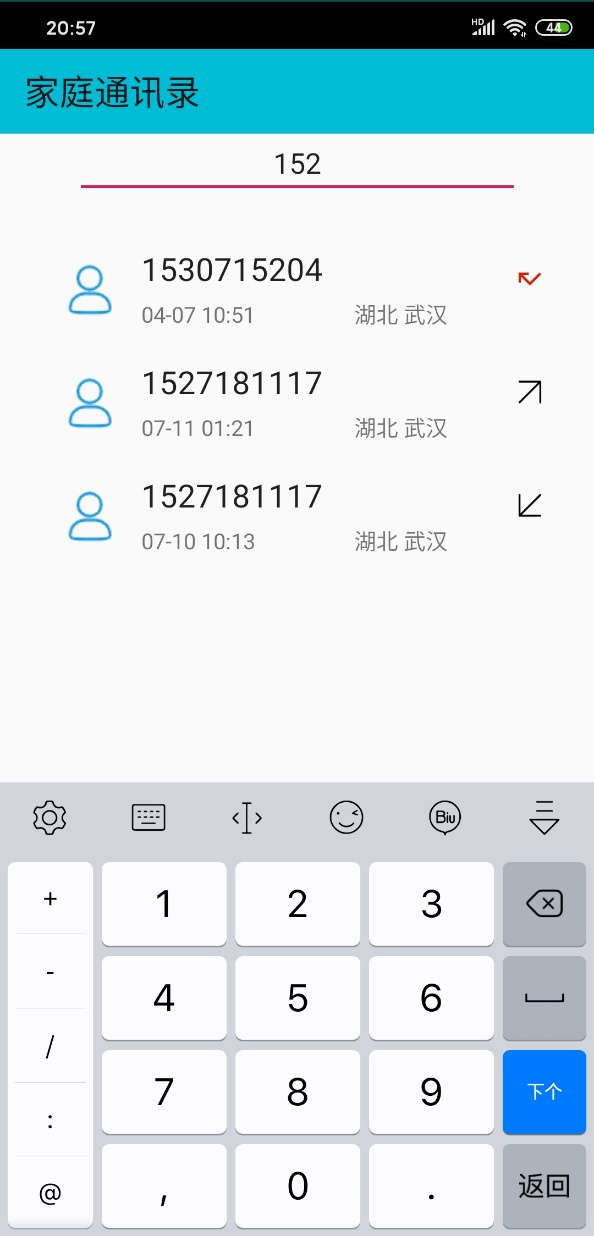 20:57 HD 44
家庭通讯录
152
1530715204
04-07 10:51 湖北 武汉
1527181117
07-11 01:21 湖北 武汉
1527181117
07-10 10:13 湖北 武汉
Biu
+ 1 2 3
- 4 5 6
/ 7 8 9 下个
:
@ , 0 . 返回